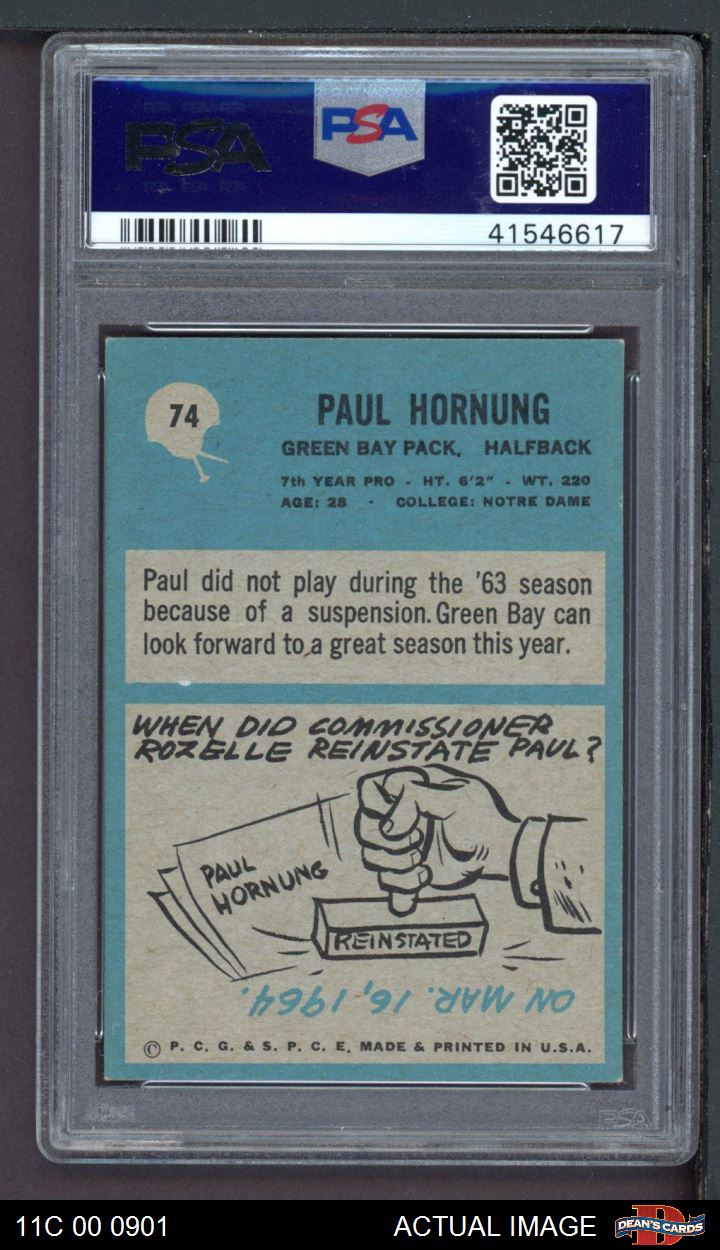 PSA
PSA
41546617
74
PAUL HORNUNG
GREEN BAY PACK. HALFBACK
7th YEAR PRO - HT. 6'2" - WT. 220
AGE: 28 - COLLEGE: NOTRE DAME
Paul did not play during the '63 season
because of a suspension. Green Bay can
look forward to a great season this year.
WHEN DID COMMISSIONER
ROZELLE REINSTATE PAUL?
PAUL
HORNUNG
REINSTATED
ON MAR. 16, 1964.
© P. C. G. & S. P. C. E. MADE & PRINTED IN U.S.A.
PSA
11C 00 0901
ACTUAL IMAGE
DEAN'S CARDS